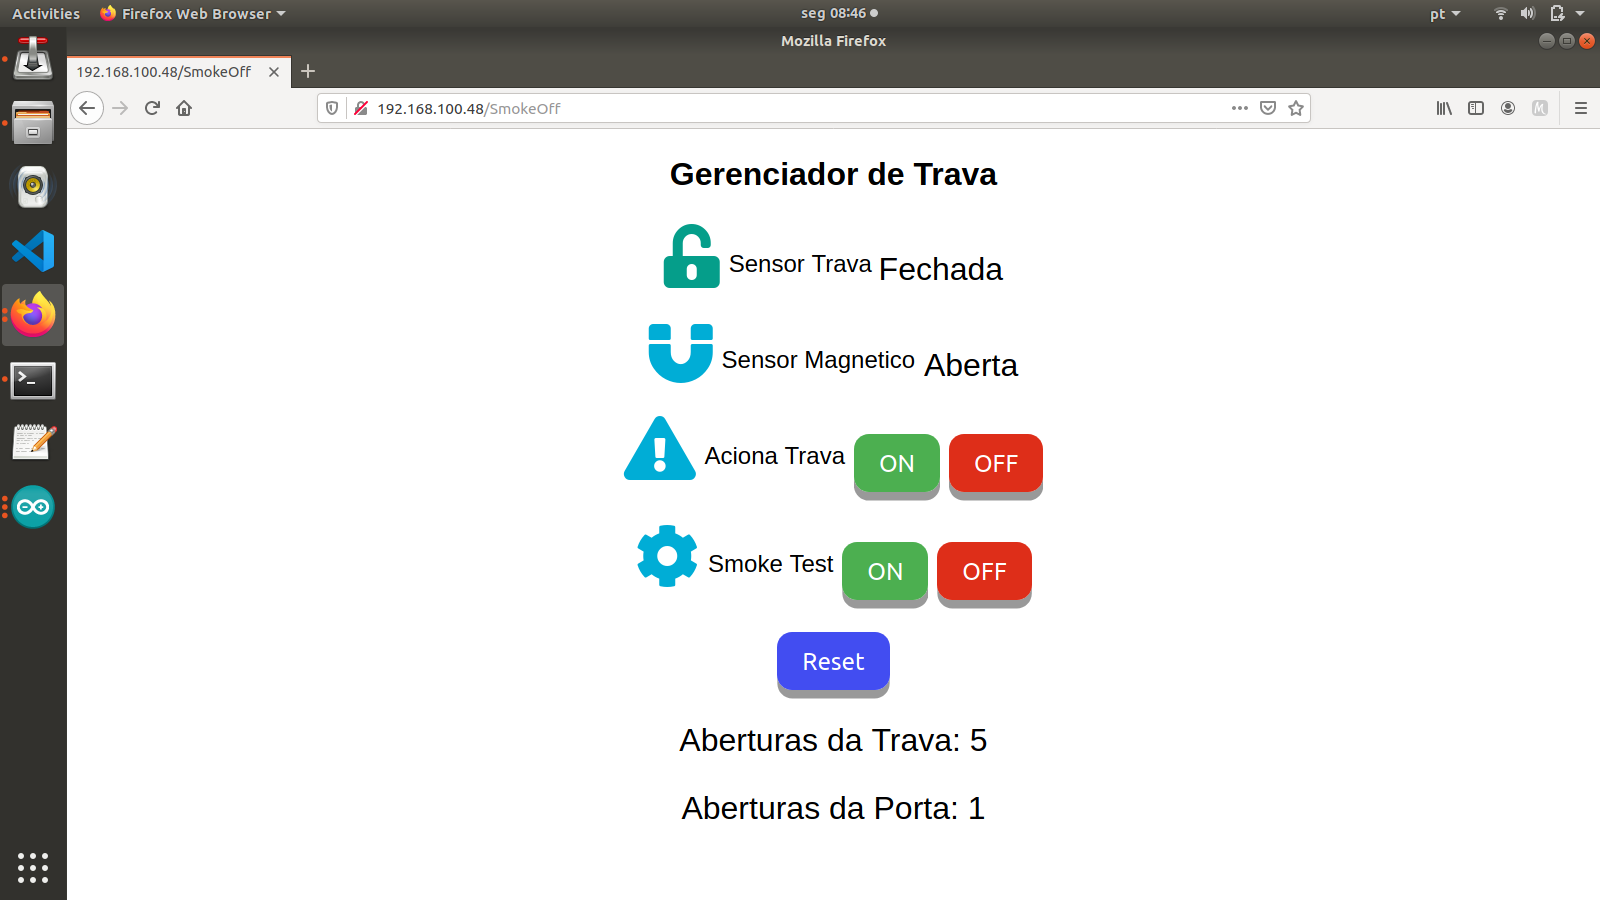 Activities Firefox Web Browser seg 08:46 pt
Mozilla Firefox
192.168.100.48/SmokeOff
192.168.100.48/SmokeOff
Gerenciador de Trava
Sensor Trava Fechada
Sensor Magnetico Aberta
Aciona Trava ON OFF
Smoke Test ON OFF
Reset
Aberturas da Trava: 5
Aberturas da Porta: 1